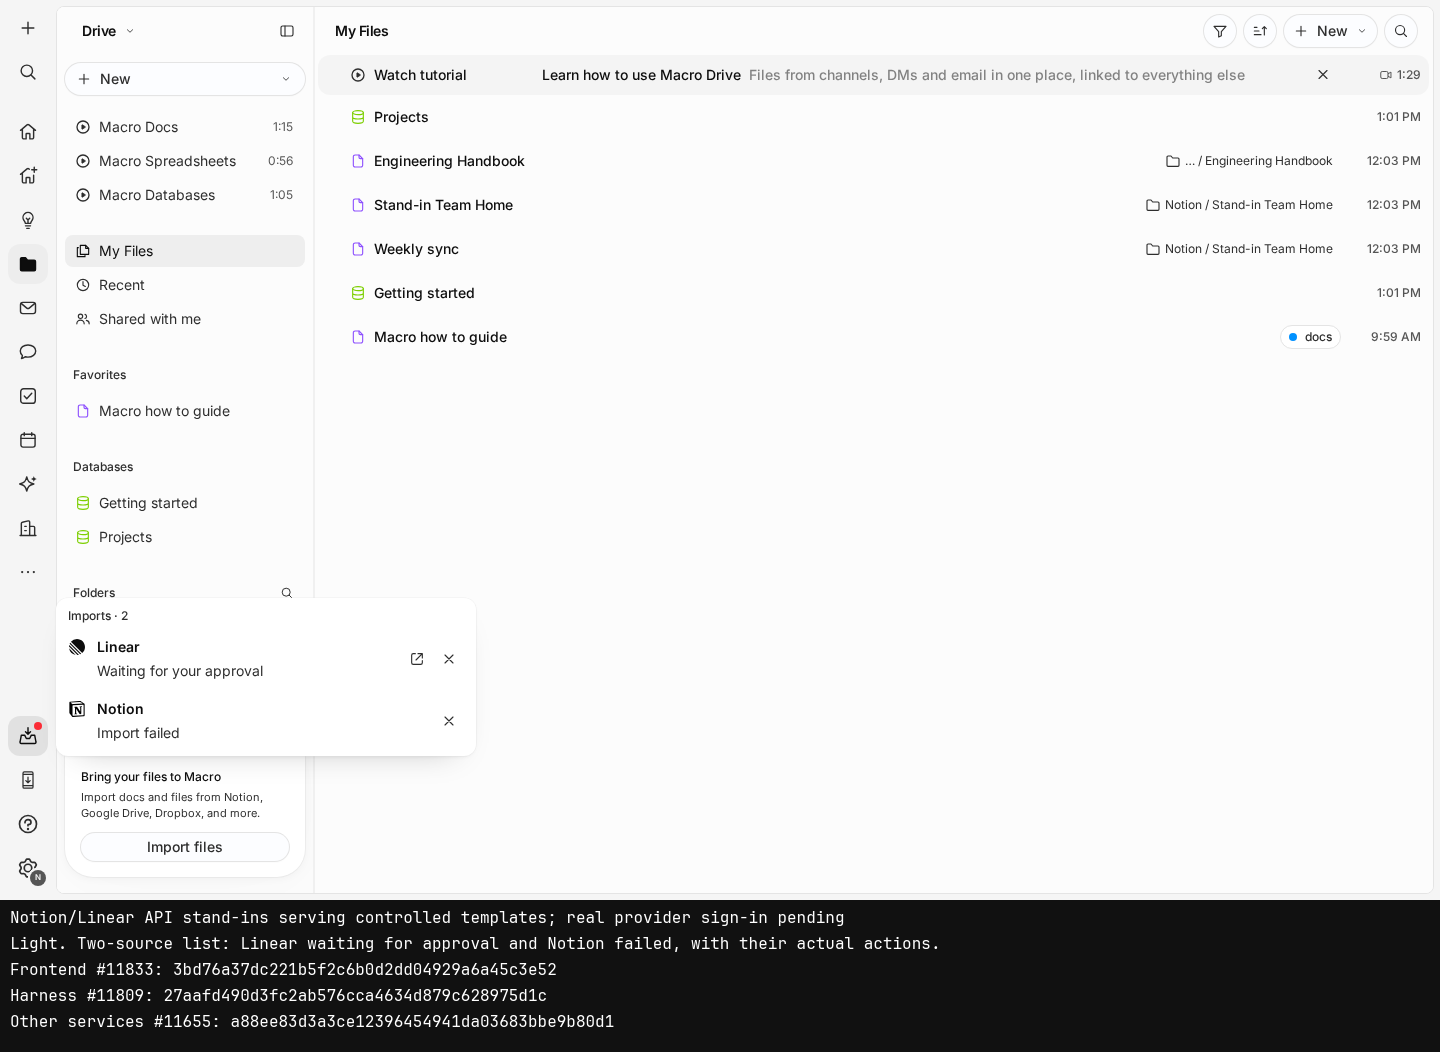 Drive
My Files
New
New
Watch tutorial Learn how to use Macro Drive Files from channels, DMs and email in one place, linked to everything else 1:29
Macro Docs 1:15
Macro Spreadsheets 0:56
Macro Databases 1:05
My Files
Recent
Shared with me
Favorites
Macro how to guide
Databases
Getting started
Projects
Folders
Projects 1:01 PM
Engineering Handbook ... / Engineering Handbook 12:03 PM
Stand-in Team Home Notion / Stand-in Team Home 12:03 PM
Weekly sync Notion / Stand-in Team Home 12:03 PM
Getting started 1:01 PM
Macro how to guide docs 9:59 AM
Imports · 2
Linear
Waiting for your approval
Notion
Import failed
Bring your files to Macro
Import docs and files from Notion,
Google Drive, Dropbox, and more.
Import files
N
Notion/Linear API stand-ins serving controlled templates; real provider sign-in pending
Light. Two-source list: Linear waiting for approval and Notion failed, with their actual actions.
Frontend #11833: 3bd76a37dc221b5f2c6b0d2dd04929a6a45c3e52
Harness #11809: 27aafd490d3fc2ab576cca4634d879c628975d1c
Other services #11655: a88ee83d3a3ce12396454941da03683bbe9b80d1